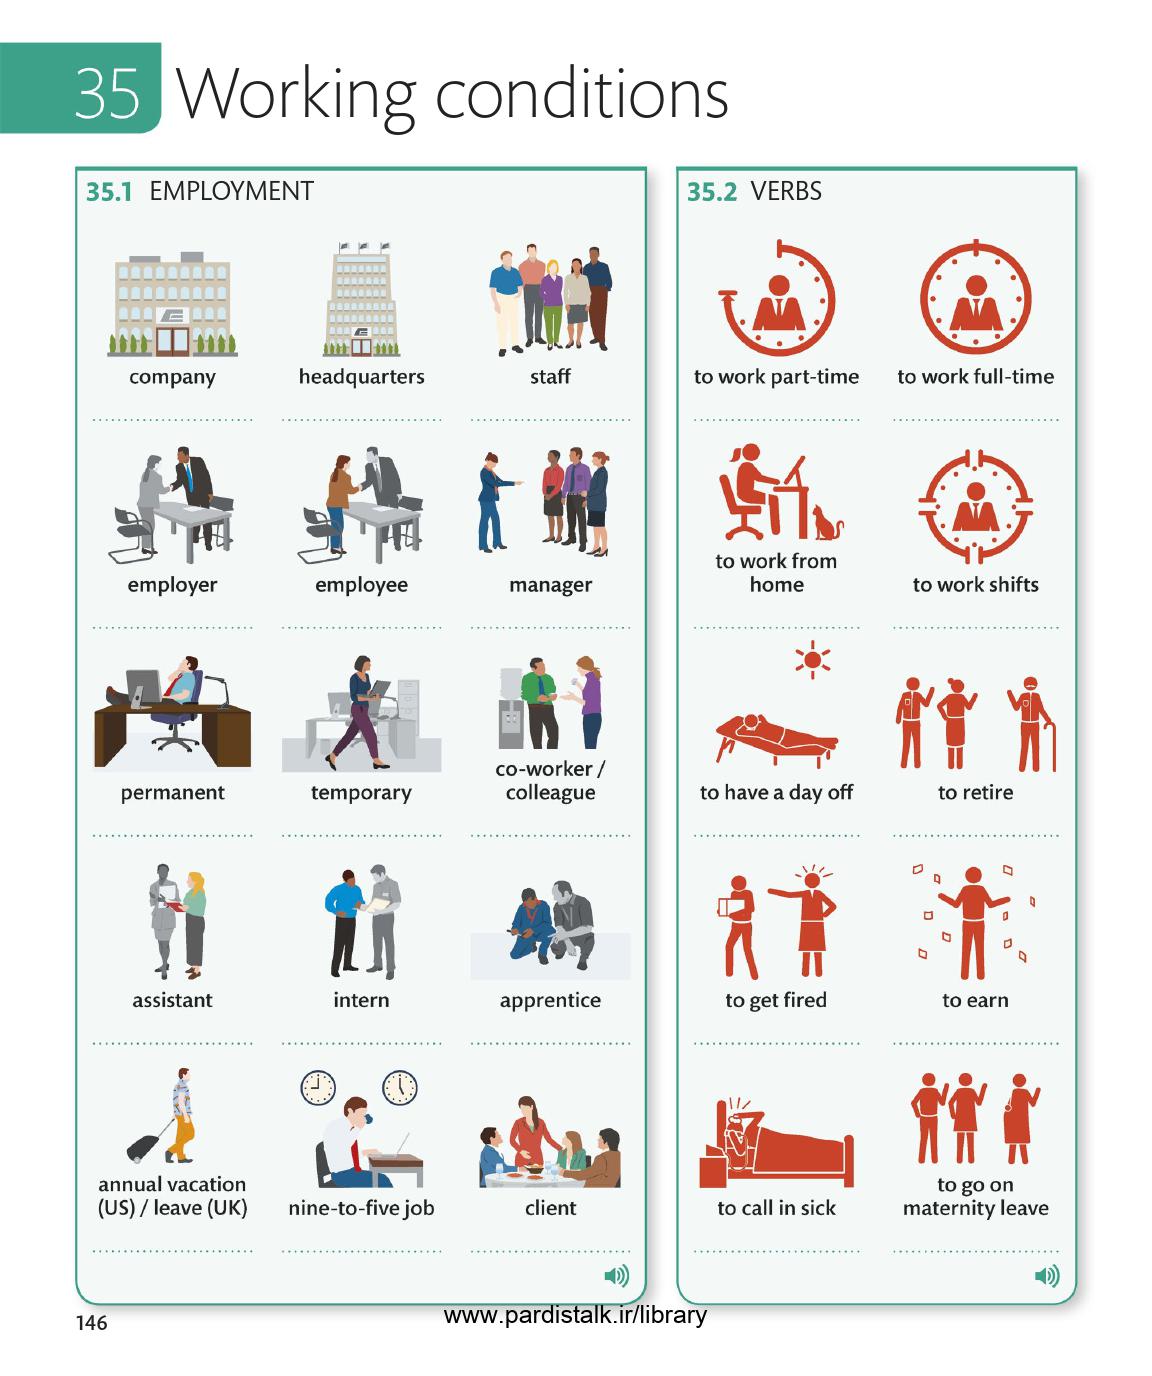 35 Working conditions
35.1 EMPLOYMENT
company
headquarters
staff
employer
employee
manager
permanent
temporary
co-worker /
colleague
assistant
intern
apprentice
annual vacation
(US) / leave (UK)
nine-to-five job
client
35.2 VERBS
to work part-time
to work full-time
to work from
home
to work shifts
to have a day off
to retire
to get fired
to earn
to call in sick
to go on
maternity leave
146
www.pardistalk.ir/library